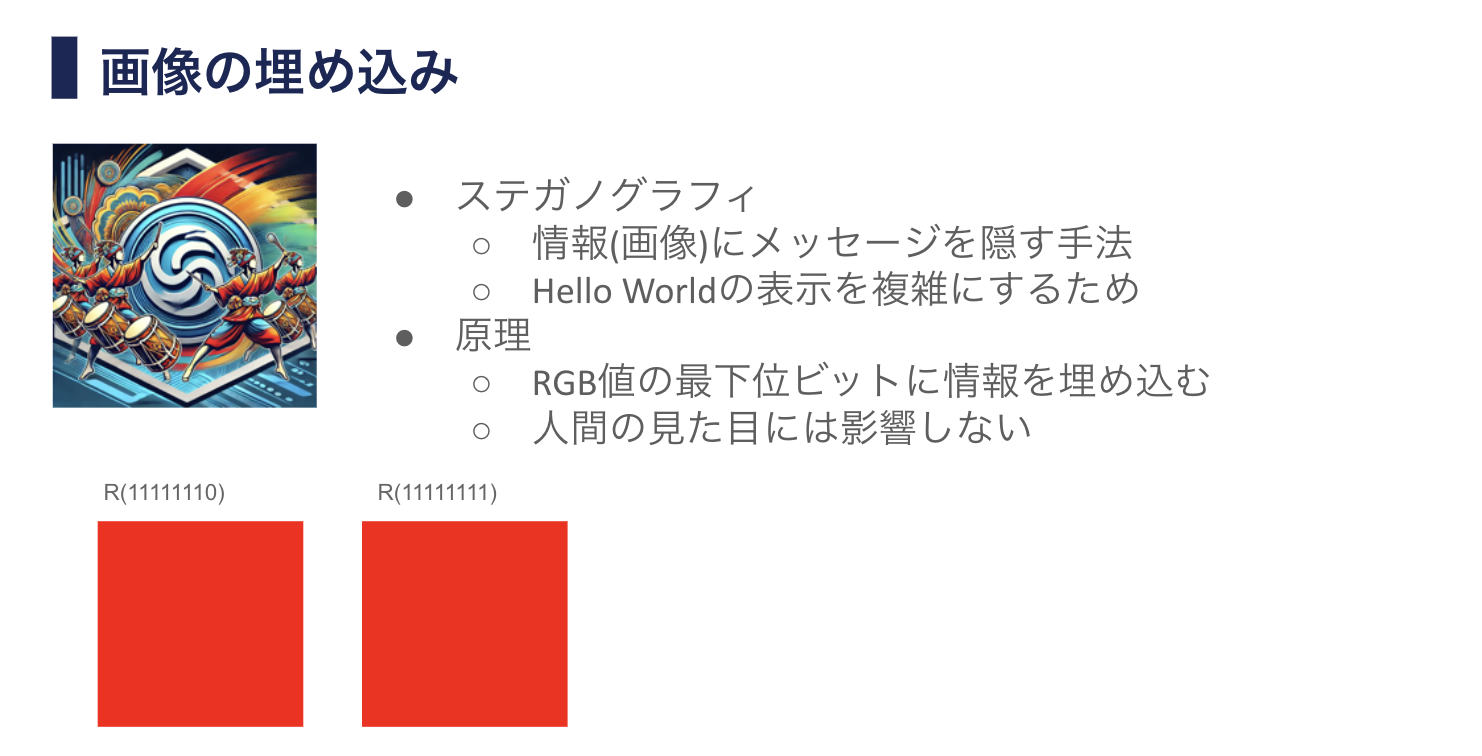 画像の埋め込み
● ステガノグラフィ
○ 情報(画像)にメッセージを隠す手法
○ Hello Worldの表示を複雑にするため
● 原理
○ RGB値の最下位ビットに情報を埋め込む
○ 人間の見た目には影響しない
R(11111110)
R(11111111)